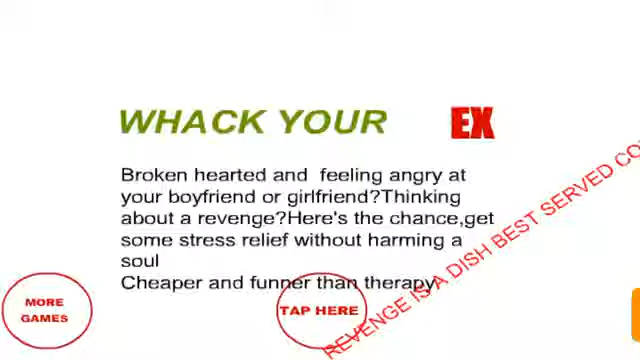 WHACK YOUR EX
Broken hearted and feeling angry at
your boyfriend or girlfriend?Thinking
about a revenge?Here's the chance,get
some stress relief without harming a
soul
Cheaper and funner than therapy
REVENGE IS A DISH BEST SERVED CO
MORE
GAMES
TAP HERE